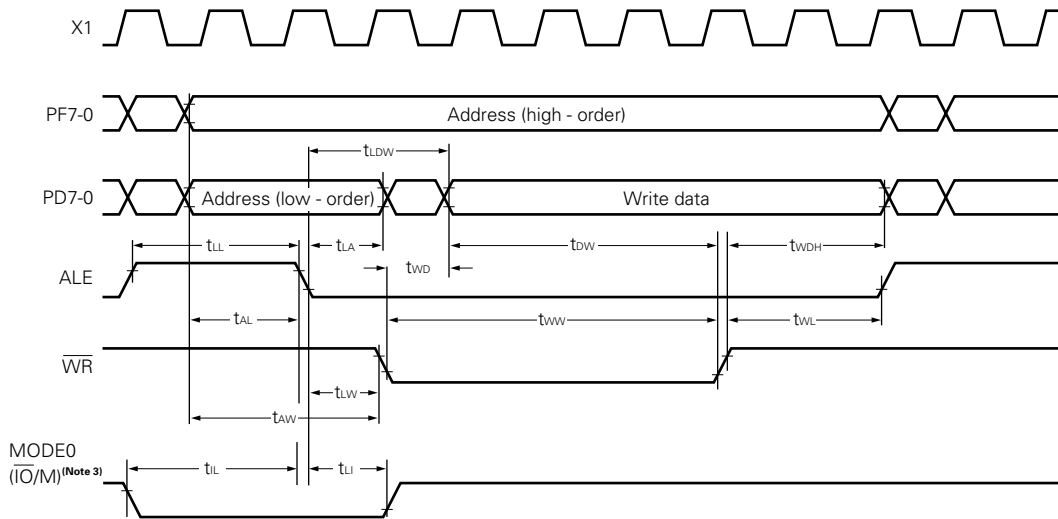 X1
PF7-0
Address (high - order)
tLDW
PD7-0
Address (low - order)
Write data
tLL
tLA
tDW
tWDH
tWD
ALE
tAL
tWW
tWL
WR
tLW
tAW
MODE0
(IO/M)(Note 3)
tIL
tLI